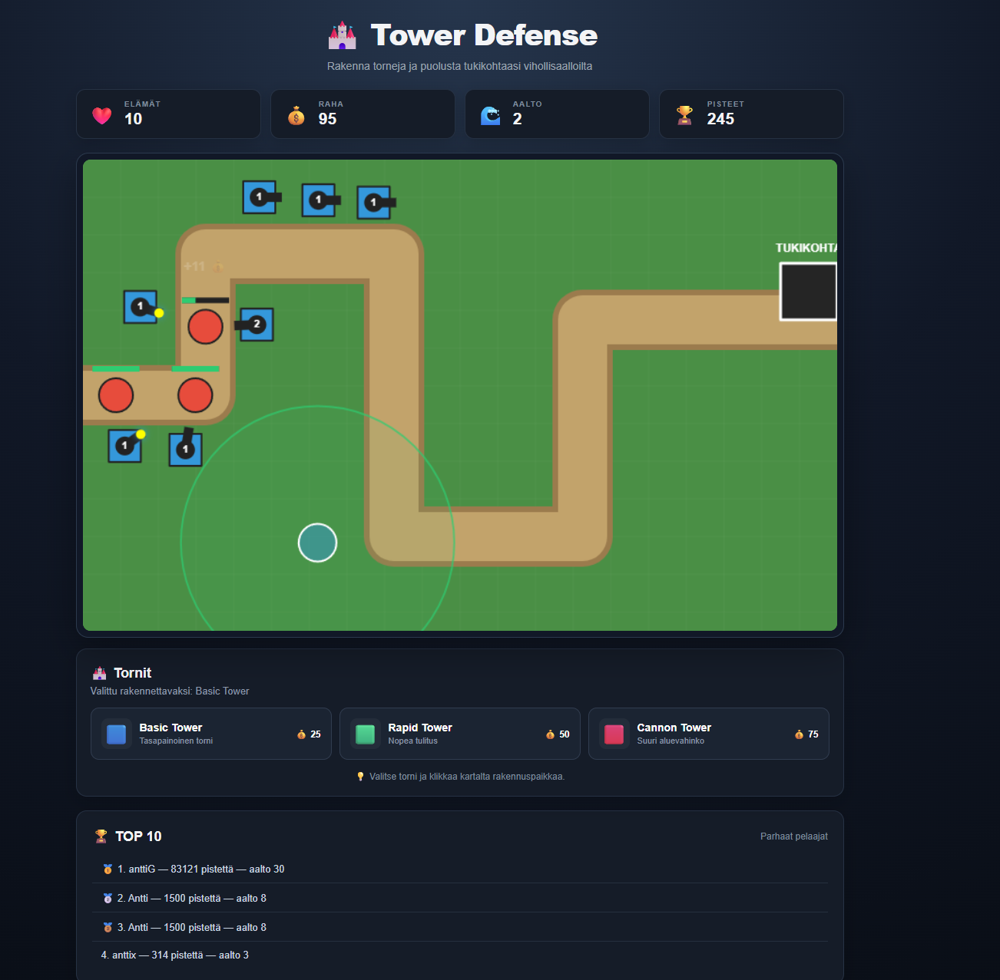 Tower Defense
Rakenna torneja ja puolusta tukikohtaasi vihollisaalloilta
ELÄMÄT
10
RAHA
95
AALTO
2
PISTEET
245
1
1
1
TUKIKOHTA
+11
1
2
1
1
Tornit
Valittu rakennettavaksi: Basic Tower
Basic Tower
Tasapainoinen torni
25
Rapid Tower
Nopea tulitus
50
Cannon Tower
Suuri aluevahinko
75
Valitse torni ja klikkaa kartalta rakennuspaikkaa.
TOP 10
Parhaat pelaajat
1. anttiG — 83121 pistettä — aalto 30
2. Antti — 1500 pistettä — aalto 8
3. Antti — 1500 pistettä — aalto 8
4. anttix — 314 pistettä — aalto 3